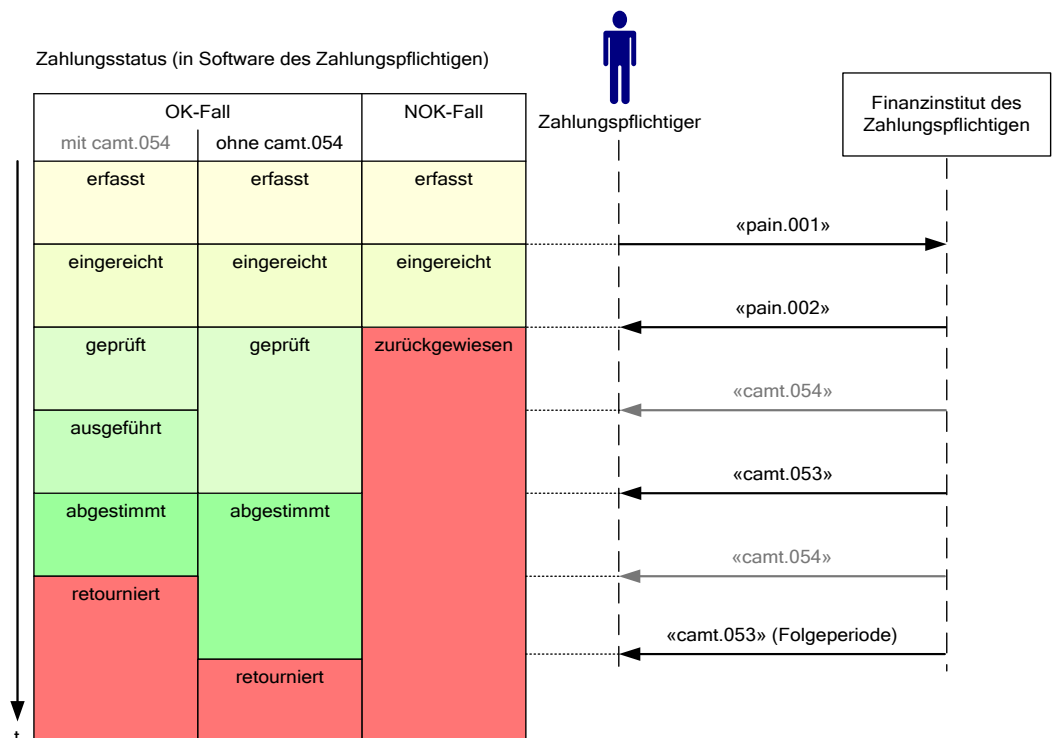 Zahlungsstatus (in Software des Zahlungspflichtigen)
OK-Fall
NOK-Fall
mit camt.054
ohne camt.054
Zahlungspflichtiger
Finanzinstitut des
Zahlungspflichtigen
erfasst
erfasst
erfasst
«pain.001»
eingereicht
eingereicht
eingereicht
«pain.002»
geprüft
geprüft
zurückgewiesen
«camt.054»
ausgeführt
«camt.053»
abgestimmt
abgestimmt
«camt.054»
retourniert
«camt.053» (Folgeperiode)
retourniert
t